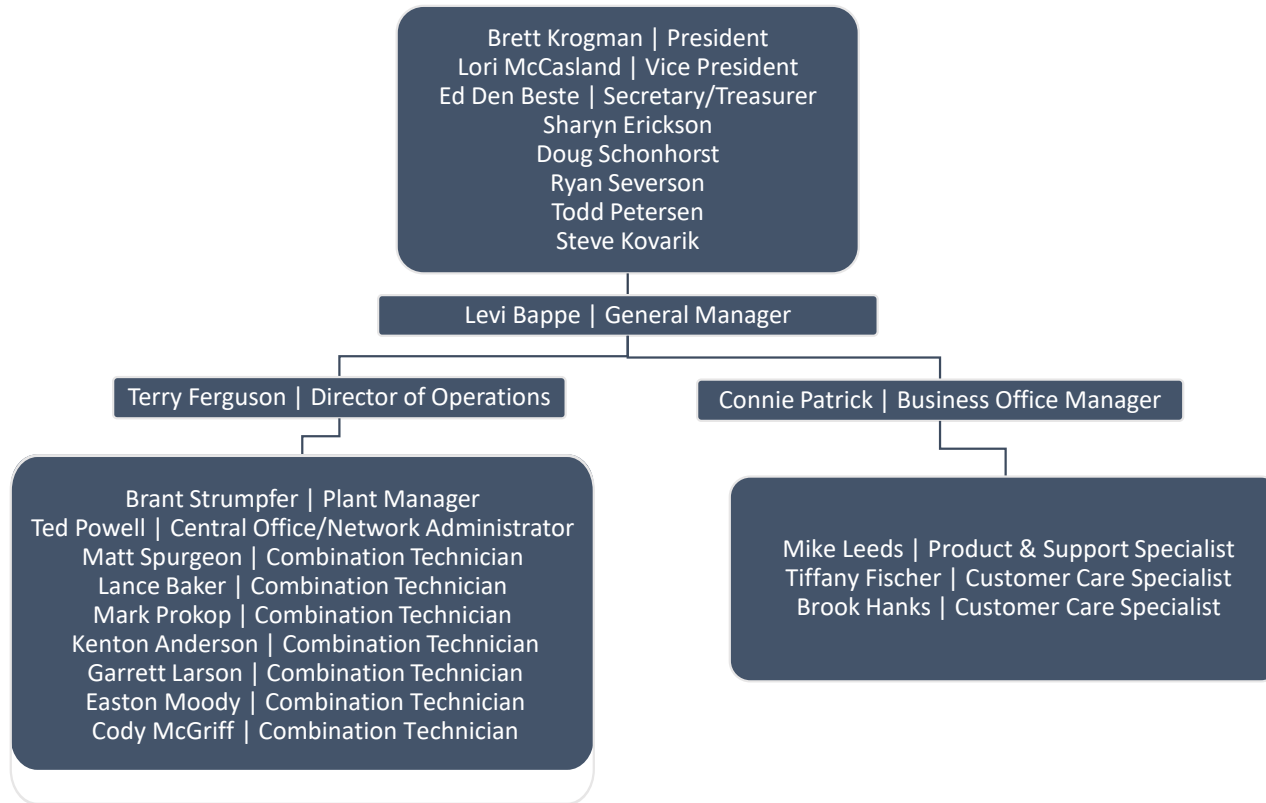 Brett Krogman | President
Lori McCasland | Vice President
Ed Den Beste | Secretary/Treasurer
Sharyn Erickson
Doug Schonhorst
Ryan Severson
Todd Petersen
Steve Kovarik
Levi Bappe | General Manager
Terry Ferguson | Director of Operations
Connie Patrick | Business Office Manager
Brant Strumpfer | Plant Manager
Ted Powell | Central Office/Network Administrator
Matt Spurgeon | Combination Technician
Lance Baker | Combination Technician
Mark Prokop | Combination Technician
Kenton Anderson | Combination Technician
Garrett Larson | Combination Technician
Easton Moody | Combination Technician
Cody McGriff | Combination Technician
Mike Leeds | Product & Support Specialist
Tiffany Fischer | Customer Care Specialist
Brook Hanks | Customer Care Specialist